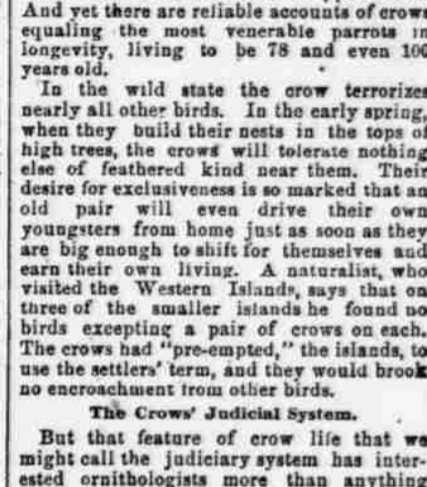 And yet there are reliable accounts of crows
equaling the most venerable parrots in
longevity, living to be 78 and even 100
years old.
In the wild state the crow terrorizes
nearly all other birds. In the early spring,
when they build their nests in the tops of
high trees, the crows will tolerate nothing
else of feathered kind near them. Their
desire for exclusiveness is so marked that an
old pair will even drive their own
youngsters from home just as soon as they
are big enough to shift for themselves and
earn their own living. A naturalist, who
visited the Western Islands, says that on
three of the smaller islands he found no
birds excepting a pair of crows on each.
The crows had "pre-empted," the islands, to
use the settlers' term, and they would brook
no encroachment from other birds.
The Crows' Judicial System.
But that feature of crow life that we
might call the judiciary system has inter-
ested ornithologists more than anything